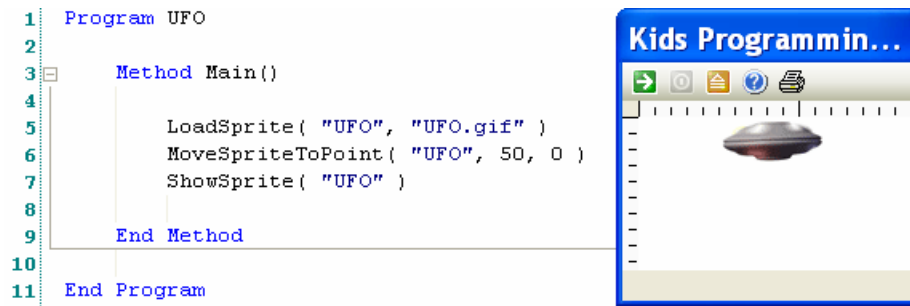 1 Program UFO
2
3 Method Main()
4
5 LoadSprite( "UFO", "UFO.gif" )
6 MoveSpriteToPoint( "UFO", 50, 0 )
7 ShowSprite( "UFO" )
8
9 End Method
10
11 End Program
Kids Programmin...